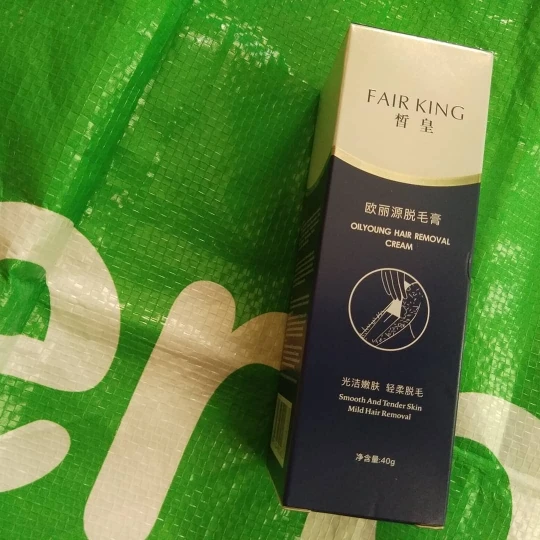 FAIR KING
皙皇
欧丽源脱毛膏
OILYOUNG HAIR REMOVAL
CREAM
光洁嫩肤 轻柔脱毛
Smooth And Tender Skin
Mild Hair Removal
净含量:40g